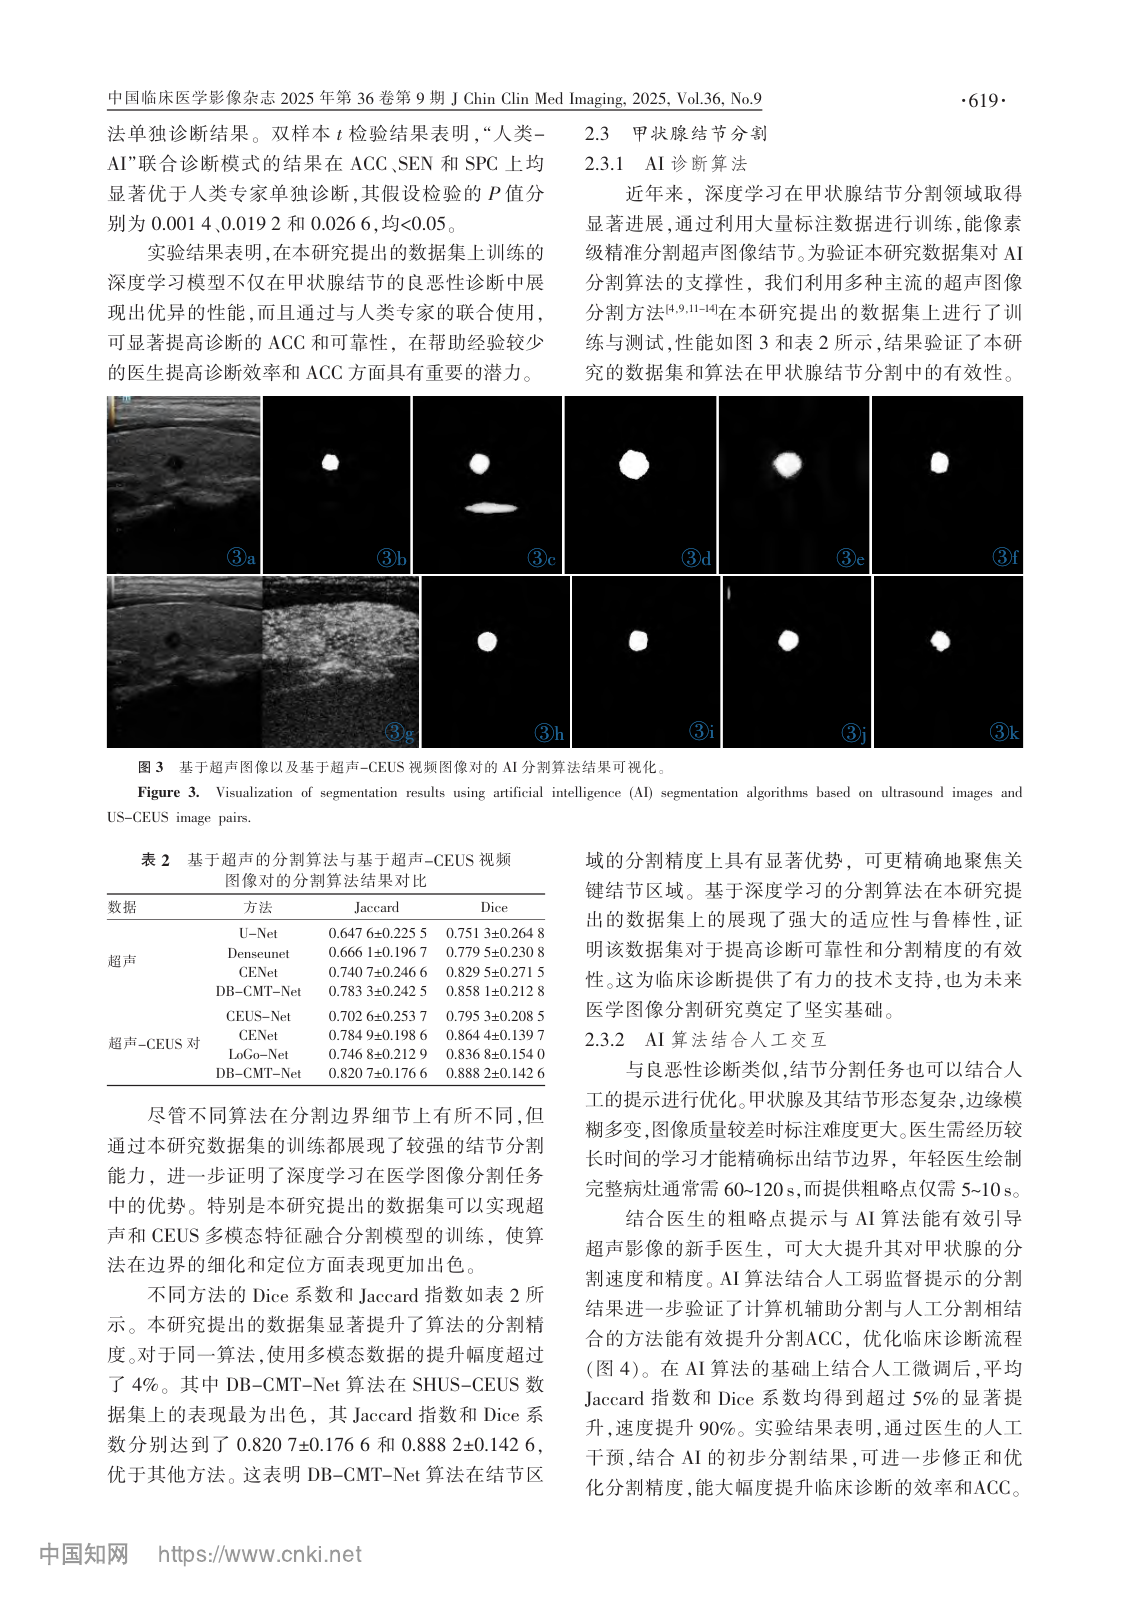 中国临床医学影像杂志 2025 年第 36 卷第 9 期 J Chin Clin Med Imaging, 2025, Vol.36, No.9
·619·
法单独诊断结果。双样本 t 检验结果表明,“人类-
AI”联合诊断模式的结果在 ACC、SEN 和 SPC 上均
显著优于人类专家单独诊断,其假设检验的 P 值分
别为 0.001 4、0.019 2 和 0.026 6,均<0.05。
实验结果表明,在本研究提出的数据集上训练的
深度学习模型不仅在甲状腺结节的良恶性诊断中展
现出优异的性能,而且通过与人类专家的联合使用,
可显著提高诊断的 ACC 和可靠性，在帮助经验较少
的医生提高诊断效率和 ACC 方面具有重要的潜力。
2.3 甲状腺结节分割
2.3.1 AI 诊断算法
近年来，深度学习在甲状腺结节分割领域取得
显著进展,通过利用大量标注数据进行训练,能像素
级精准分割超声图像结节。为验证本研究数据集对 AI
分割算法的支撑性，我们利用多种主流的超声图像
分割方法[4,9,11-14]在本研究提出的数据集上进行了训
练与测试,性能如图 3 和表 2 所示,结果验证了本研
究的数据集和算法在甲状腺结节分割中的有效性。
③a ③b ③c ③d ③e ③f
③g ③h ③i ③j ③k
图 3 基于超声图像以及基于超声-CEUS 视频图像对的 AI 分割算法结果可视化。
Figure 3. Visualization of segmentation results using artificial intelligence (AI) segmentation algorithms based on ultrasound images and
US-CEUS image pairs.
表 2 基于超声的分割算法与基于超声-CEUS 视频
图像对的分割算法结果对比
数据 方法 Jaccard Dice
超声
U-Net 0.647 6±0.225 5 0.751 3±0.264 8
Denseunet 0.666 1±0.196 7 0.779 5±0.230 8
CENet 0.740 7±0.246 6 0.829 5±0.271 5
DB-CMT-Net 0.783 3±0.242 5 0.858 1±0.212 8
超声-CEUS 对
CEUS-Net 0.702 6±0.253 7 0.795 3±0.208 5
CENet 0.784 9±0.198 6 0.864 4±0.139 7
LoGo-Net 0.746 8±0.212 9 0.836 8±0.154 0
DB-CMT-Net 0.820 7±0.176 6 0.888 2±0.142 6
尽管不同算法在分割边界细节上有所不同,但
通过本研究数据集的训练都展现了较强的结节分割
能力，进一步证明了深度学习在医学图像分割任务
中的优势。特别是本研究提出的数据集可以实现超
声和 CEUS 多模态特征融合分割模型的训练，使算
法在边界的细化和定位方面表现更加出色。
不同方法的 Dice 系数和 Jaccard 指数如表 2 所
示。本研究提出的数据集显著提升了算法的分割精
度。对于同一算法,使用多模态数据的提升幅度超过
了 4%。其中 DB-CMT-Net 算法在 SHUS-CEUS 数
据集上的表现最为出色，其 Jaccard 指数和 Dice 系
数分别达到了 0.820 7±0.176 6 和 0.888 2±0.142 6,
优于其他方法。这表明 DB-CMT-Net 算法在结节区
域的分割精度上具有显著优势，可更精确地聚焦关
键结节区域。基于深度学习的分割算法在本研究提
出的数据集上的展现了强大的适应性与鲁棒性,证
明该数据集对于提高诊断可靠性和分割精度的有效
性。这为临床诊断提供了有力的技术支持,也为未来
医学图像分割研究奠定了坚实基础。
2.3.2 AI 算法结合人工交互
与良恶性诊断类似,结节分割任务也可以结合人
工的提示进行优化。甲状腺及其结节形态复杂,边缘模
糊多变,图像质量较差时标注难度更大。医生需经历较
长时间的学习才能精确标出结节边界，年轻医生绘制
完整病灶通常需 60~120 s,而提供粗略点仅需 5~10 s。
结合医生的粗略点提示与 AI 算法能有效引导
超声影像的新手医生，可大大提升其对甲状腺的分
割速度和精度。AI 算法结合人工弱监督提示的分割
结果进一步验证了计算机辅助分割与人工分割相结
合的方法能有效提升分割ACC，优化临床诊断流程
(图 4)。在 AI 算法的基础上结合人工微调后,平均
Jaccard 指数和 Dice 系数均得到超过 5%的显著提
升,速度提升 90%。实验结果表明,通过医生的人工
干预,结合 AI 的初步分割结果,可进一步修正和优
化分割精度,能大幅度提升临床诊断的效率和ACC。
中国知网 https://www.cnki.net